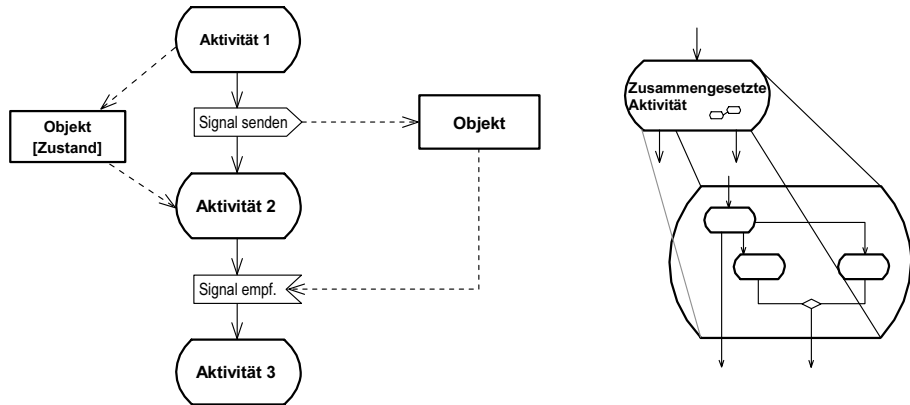 Aktivität 1
Signal senden
Objekt
[Zustand]
Objekt
Aktivität 2
Signal empf.
Aktivität 3
Zusammengesetzte
Aktivität